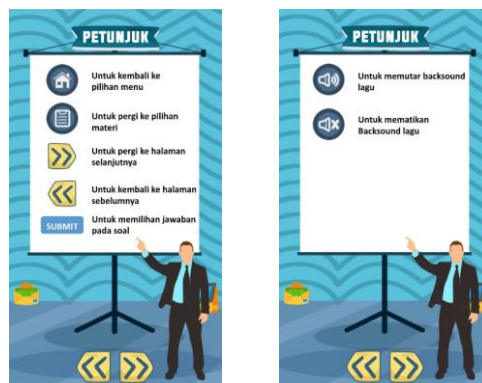 PETUNJUK
Untuk kembali ke
pilihan menu
Untuk pergi ke pilihan
materi
Untuk pergi ke halaman
selanjutnya
Untuk kembali ke halaman
sebelumnya
SUBMIT
Untuk memilihan jawaban
pada soal
PETUNJUK
Untuk memutar backsound
lagu
Untuk mematikan
Backsound lagu